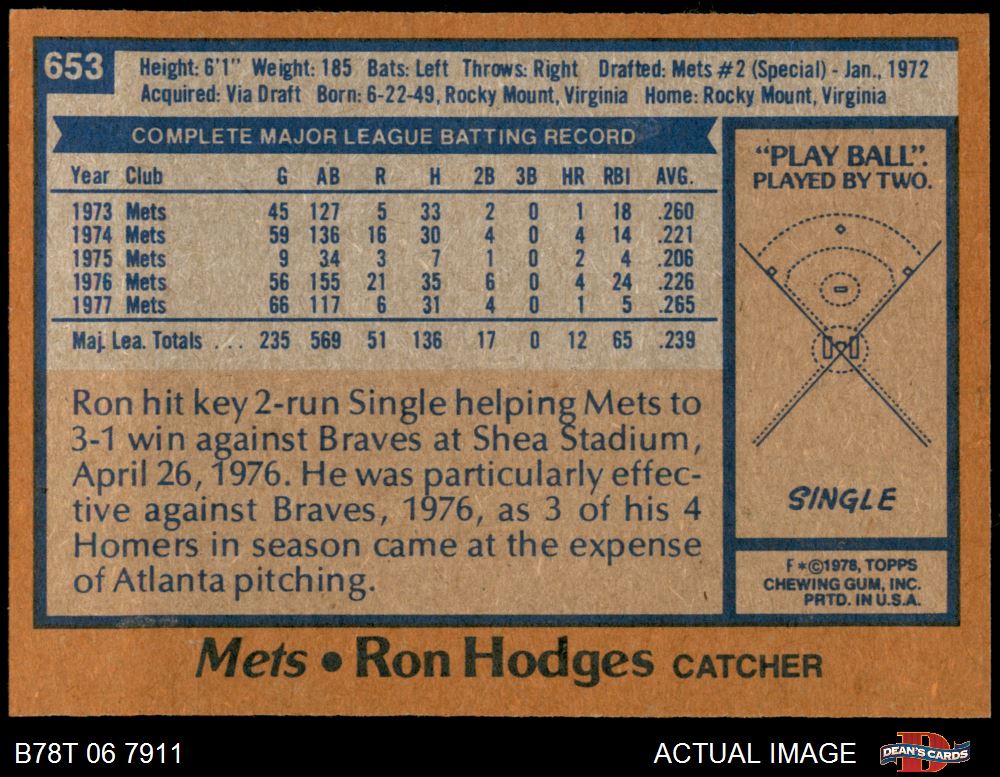 653
Height: 6'1" Weight: 185 Bats: Left Throws: Right Drafted: Mets #2 (Special) - Jan., 1972
Acquired: Via Draft Born: 6-22-49, Rocky Mount, Virginia Home: Rocky Mount, Virginia
COMPLETE MAJOR LEAGUE BATTING RECORD
Year Club G AB R H 2B 3B HR RBI AVG.
1973 Mets 45 127 5 33 2 0 1 18 .260
1974 Mets 59 136 16 30 4 0 4 14 .221
1975 Mets 9 34 3 7 1 0 2 4 .206
1976 Mets 56 155 21 35 6 0 4 24 .226
1977 Mets 66 117 6 31 4 0 1 5 .265
Maj. Lea. Totals ... 235 569 51 136 17 0 12 65 .239
Ron hit key 2-run Single helping Mets to
3-1 win against Braves at Shea Stadium,
April 26, 1976. He was particularly effec-
tive against Braves, 1976, as 3 of his 4
Homers in season came at the expense
of Atlanta pitching.
"PLAY BALL".
PLAYED BY TWO.
SINGLE
F*©1978, TOPPS
CHEWING GUM, INC.
PRTD. IN U.S.A.
Mets • Ron Hodges CATCHER
B78T 06 7911
ACTUAL IMAGE
DEAN'S CARDS